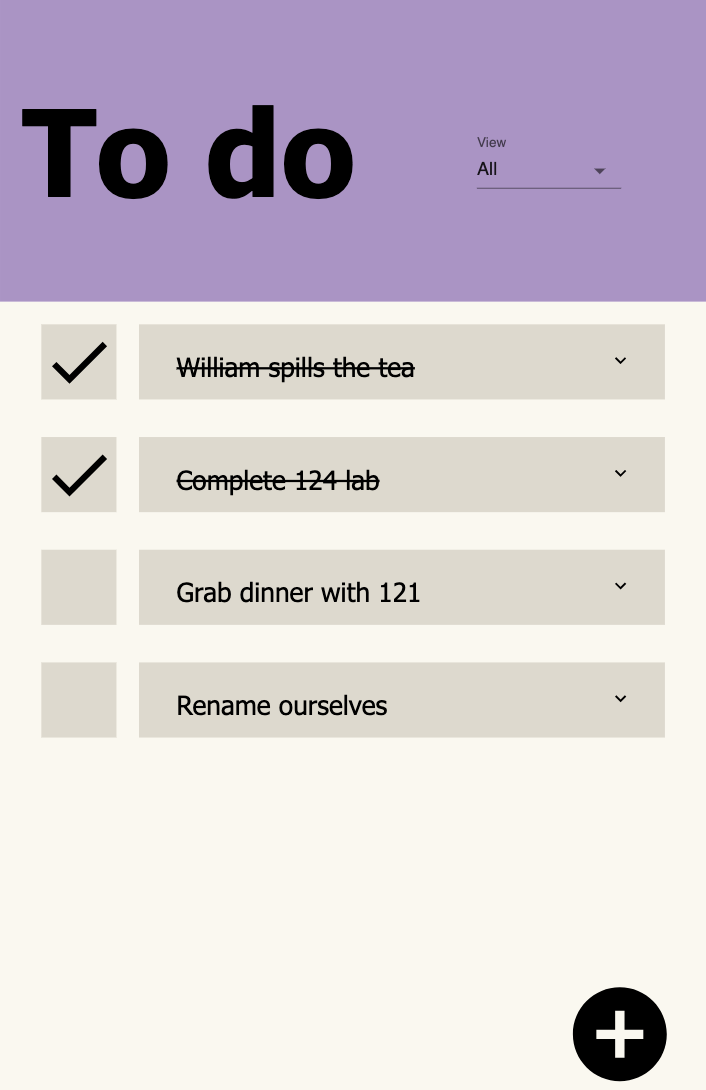 To do
View
All
William spills the tea
Complete 124 lab
Grab dinner with 121
Rename ourselves